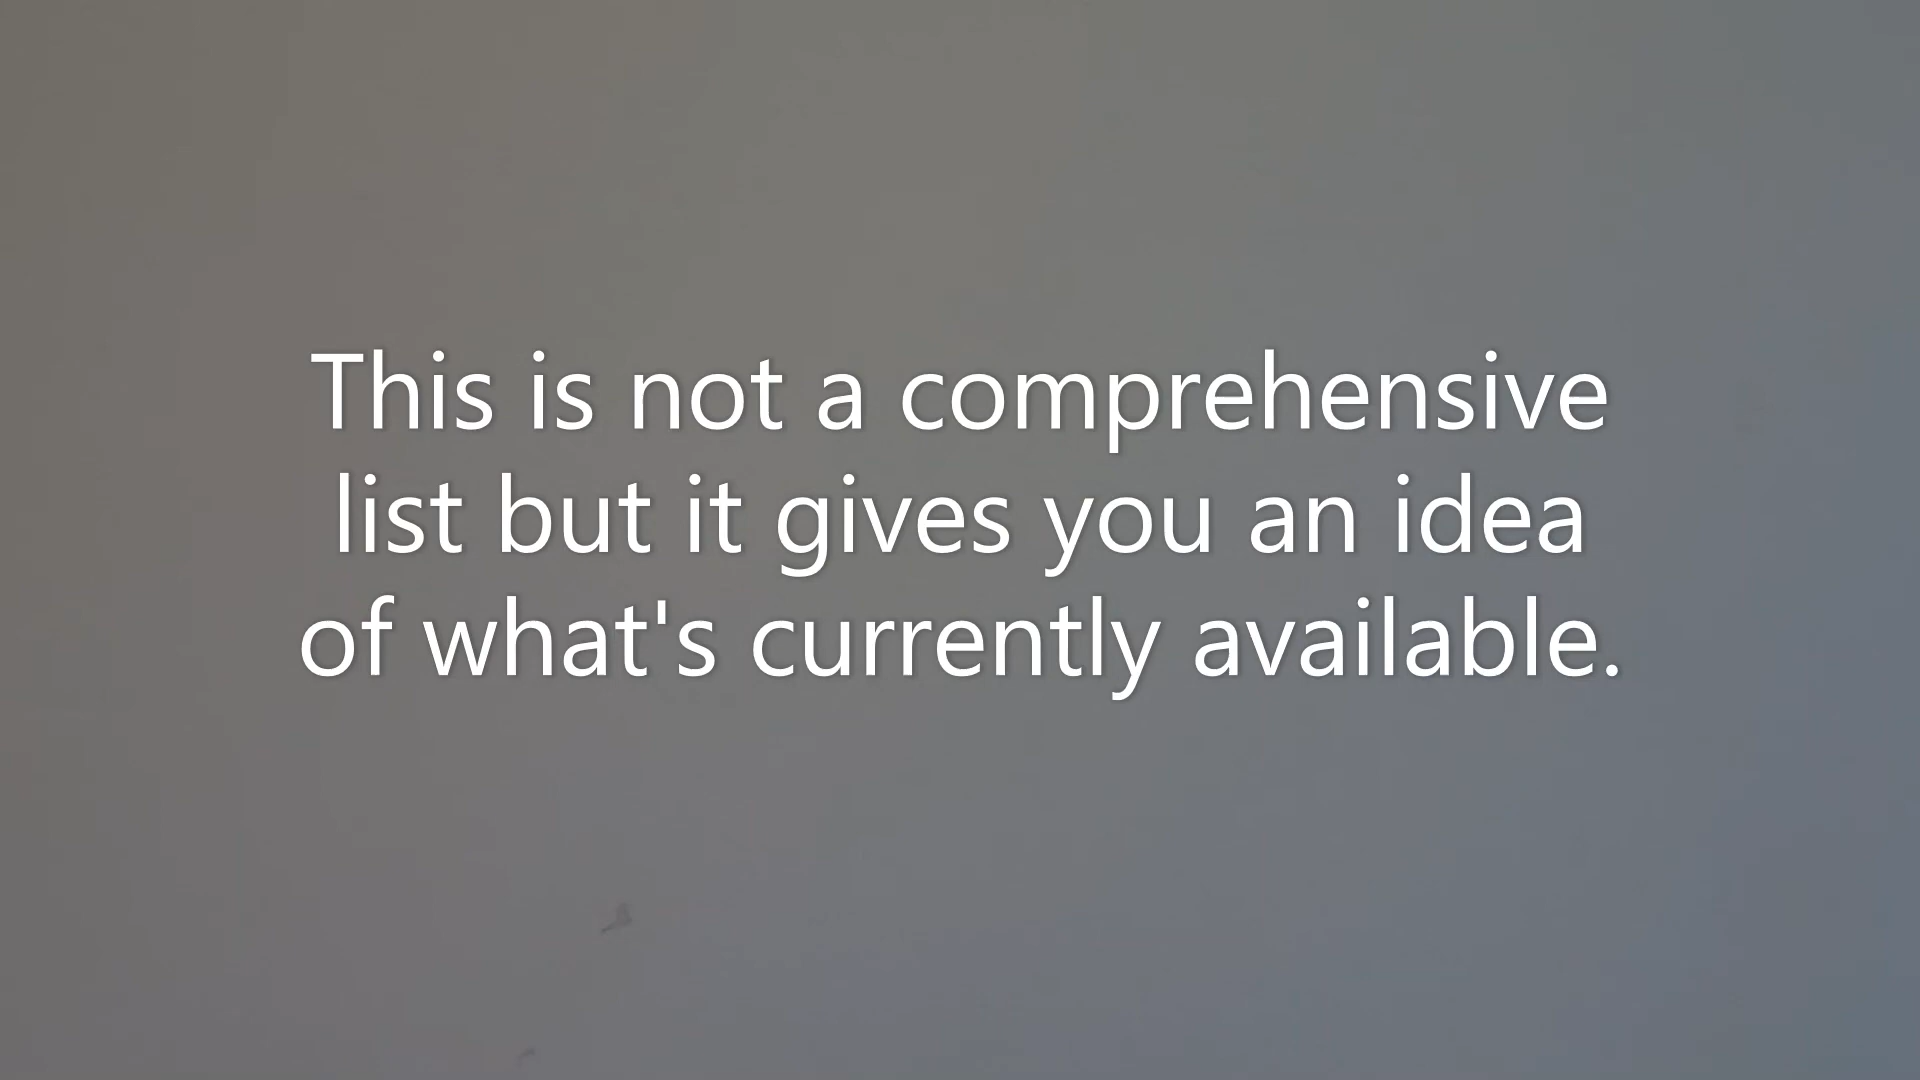 This is not a comprehensive
list but it gives you an idea
of what's currently available.